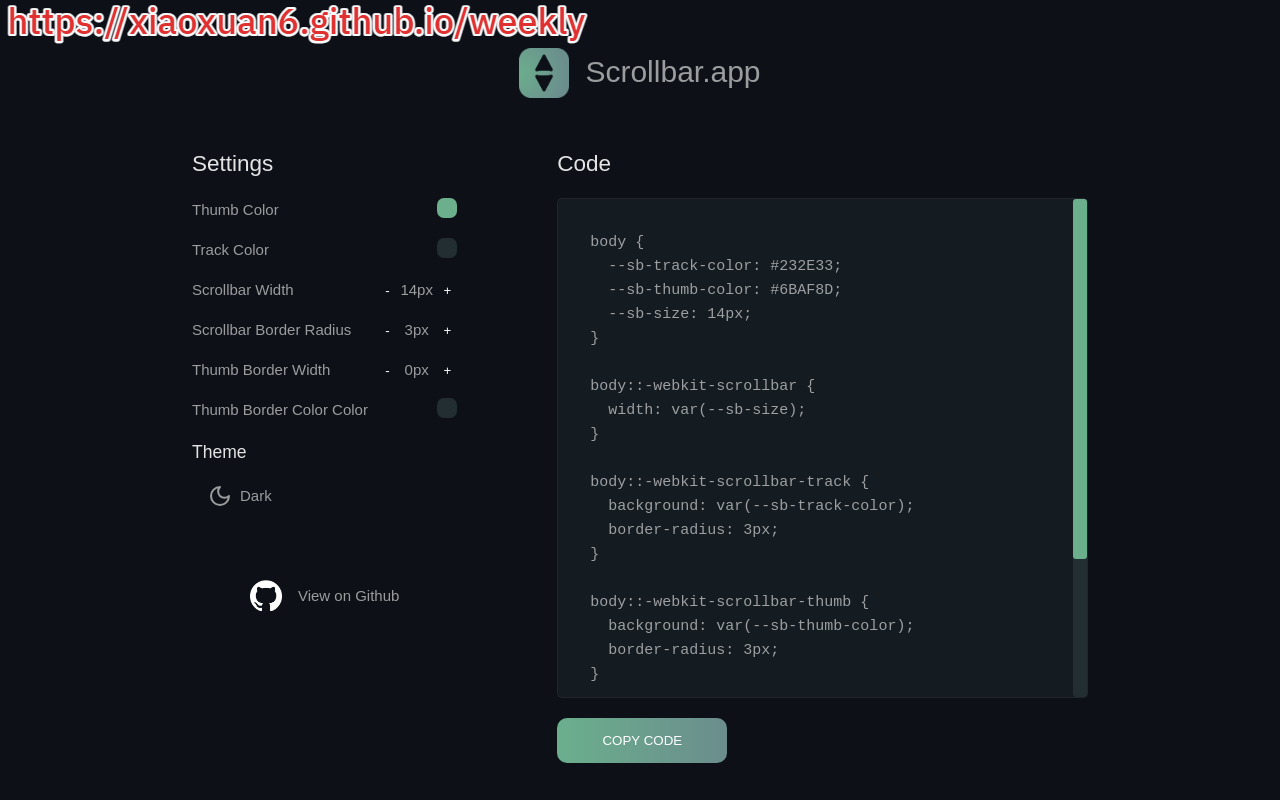 https://xiaoxuan6.github.io/weekly
Scrollbar.app
Settings
Thumb Color
Track Color
Scrollbar Width - 14px +
Scrollbar Border Radius - 3px +
Thumb Border Width - 0px +
Thumb Border Color Color
Theme
Dark
View on Github
Code
body {
  --sb-track-color: #232E33;
  --sb-thumb-color: #6BAF8D;
  --sb-size: 14px;
}
body::-webkit-scrollbar {
  width: var(--sb-size);
}
body::-webkit-scrollbar-track {
  background: var(--sb-track-color);
  border-radius: 3px;
}
body::-webkit-scrollbar-thumb {
  background: var(--sb-thumb-color);
  border-radius: 3px;
}
COPY CODE